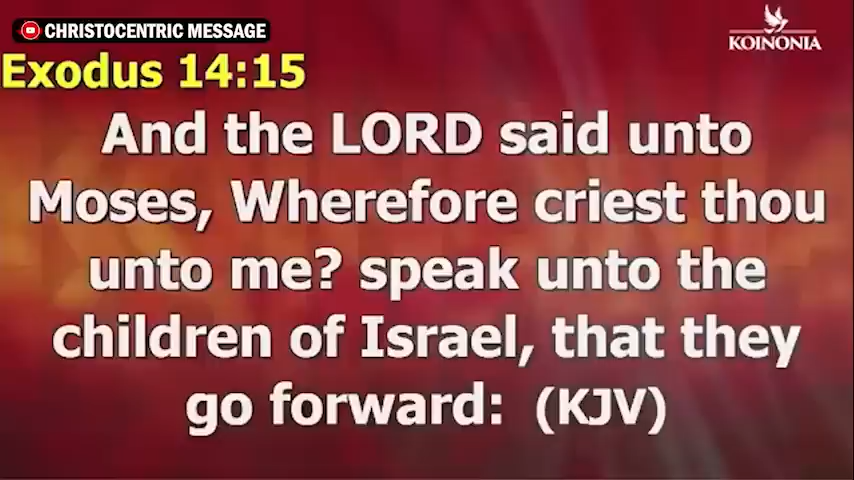 CHRISTOCENTRIC MESSAGE
KOINONIA
Exodus 14:15
And the LORD said unto
Moses, Wherefore criest thou
unto me? speak unto the
children of Israel, that they
go forward: (KJV)